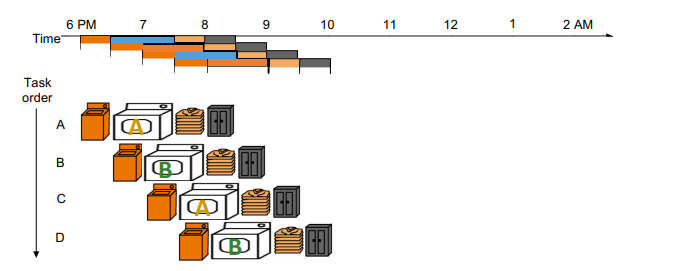 6 PM 7 8 9 10 11 12 1 2 AM
Time
Task
order
A A
B B
C A
D B